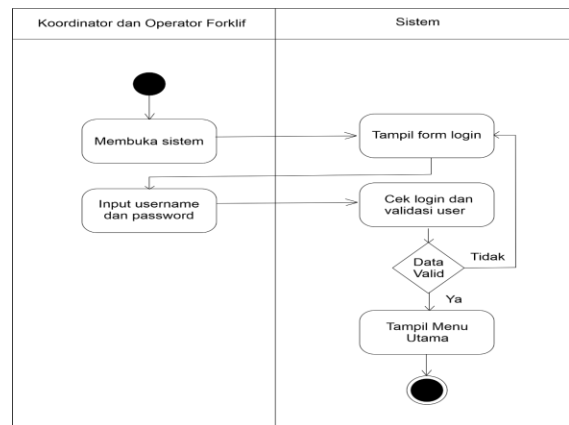 Koordinator dan Operator Forklif
Sistem
Membuka sistem
Tampil form login
Input username
dan password
Cek login dan
validasi user
Data
Valid
Tidak
Ya
Tampil Menu
Utama